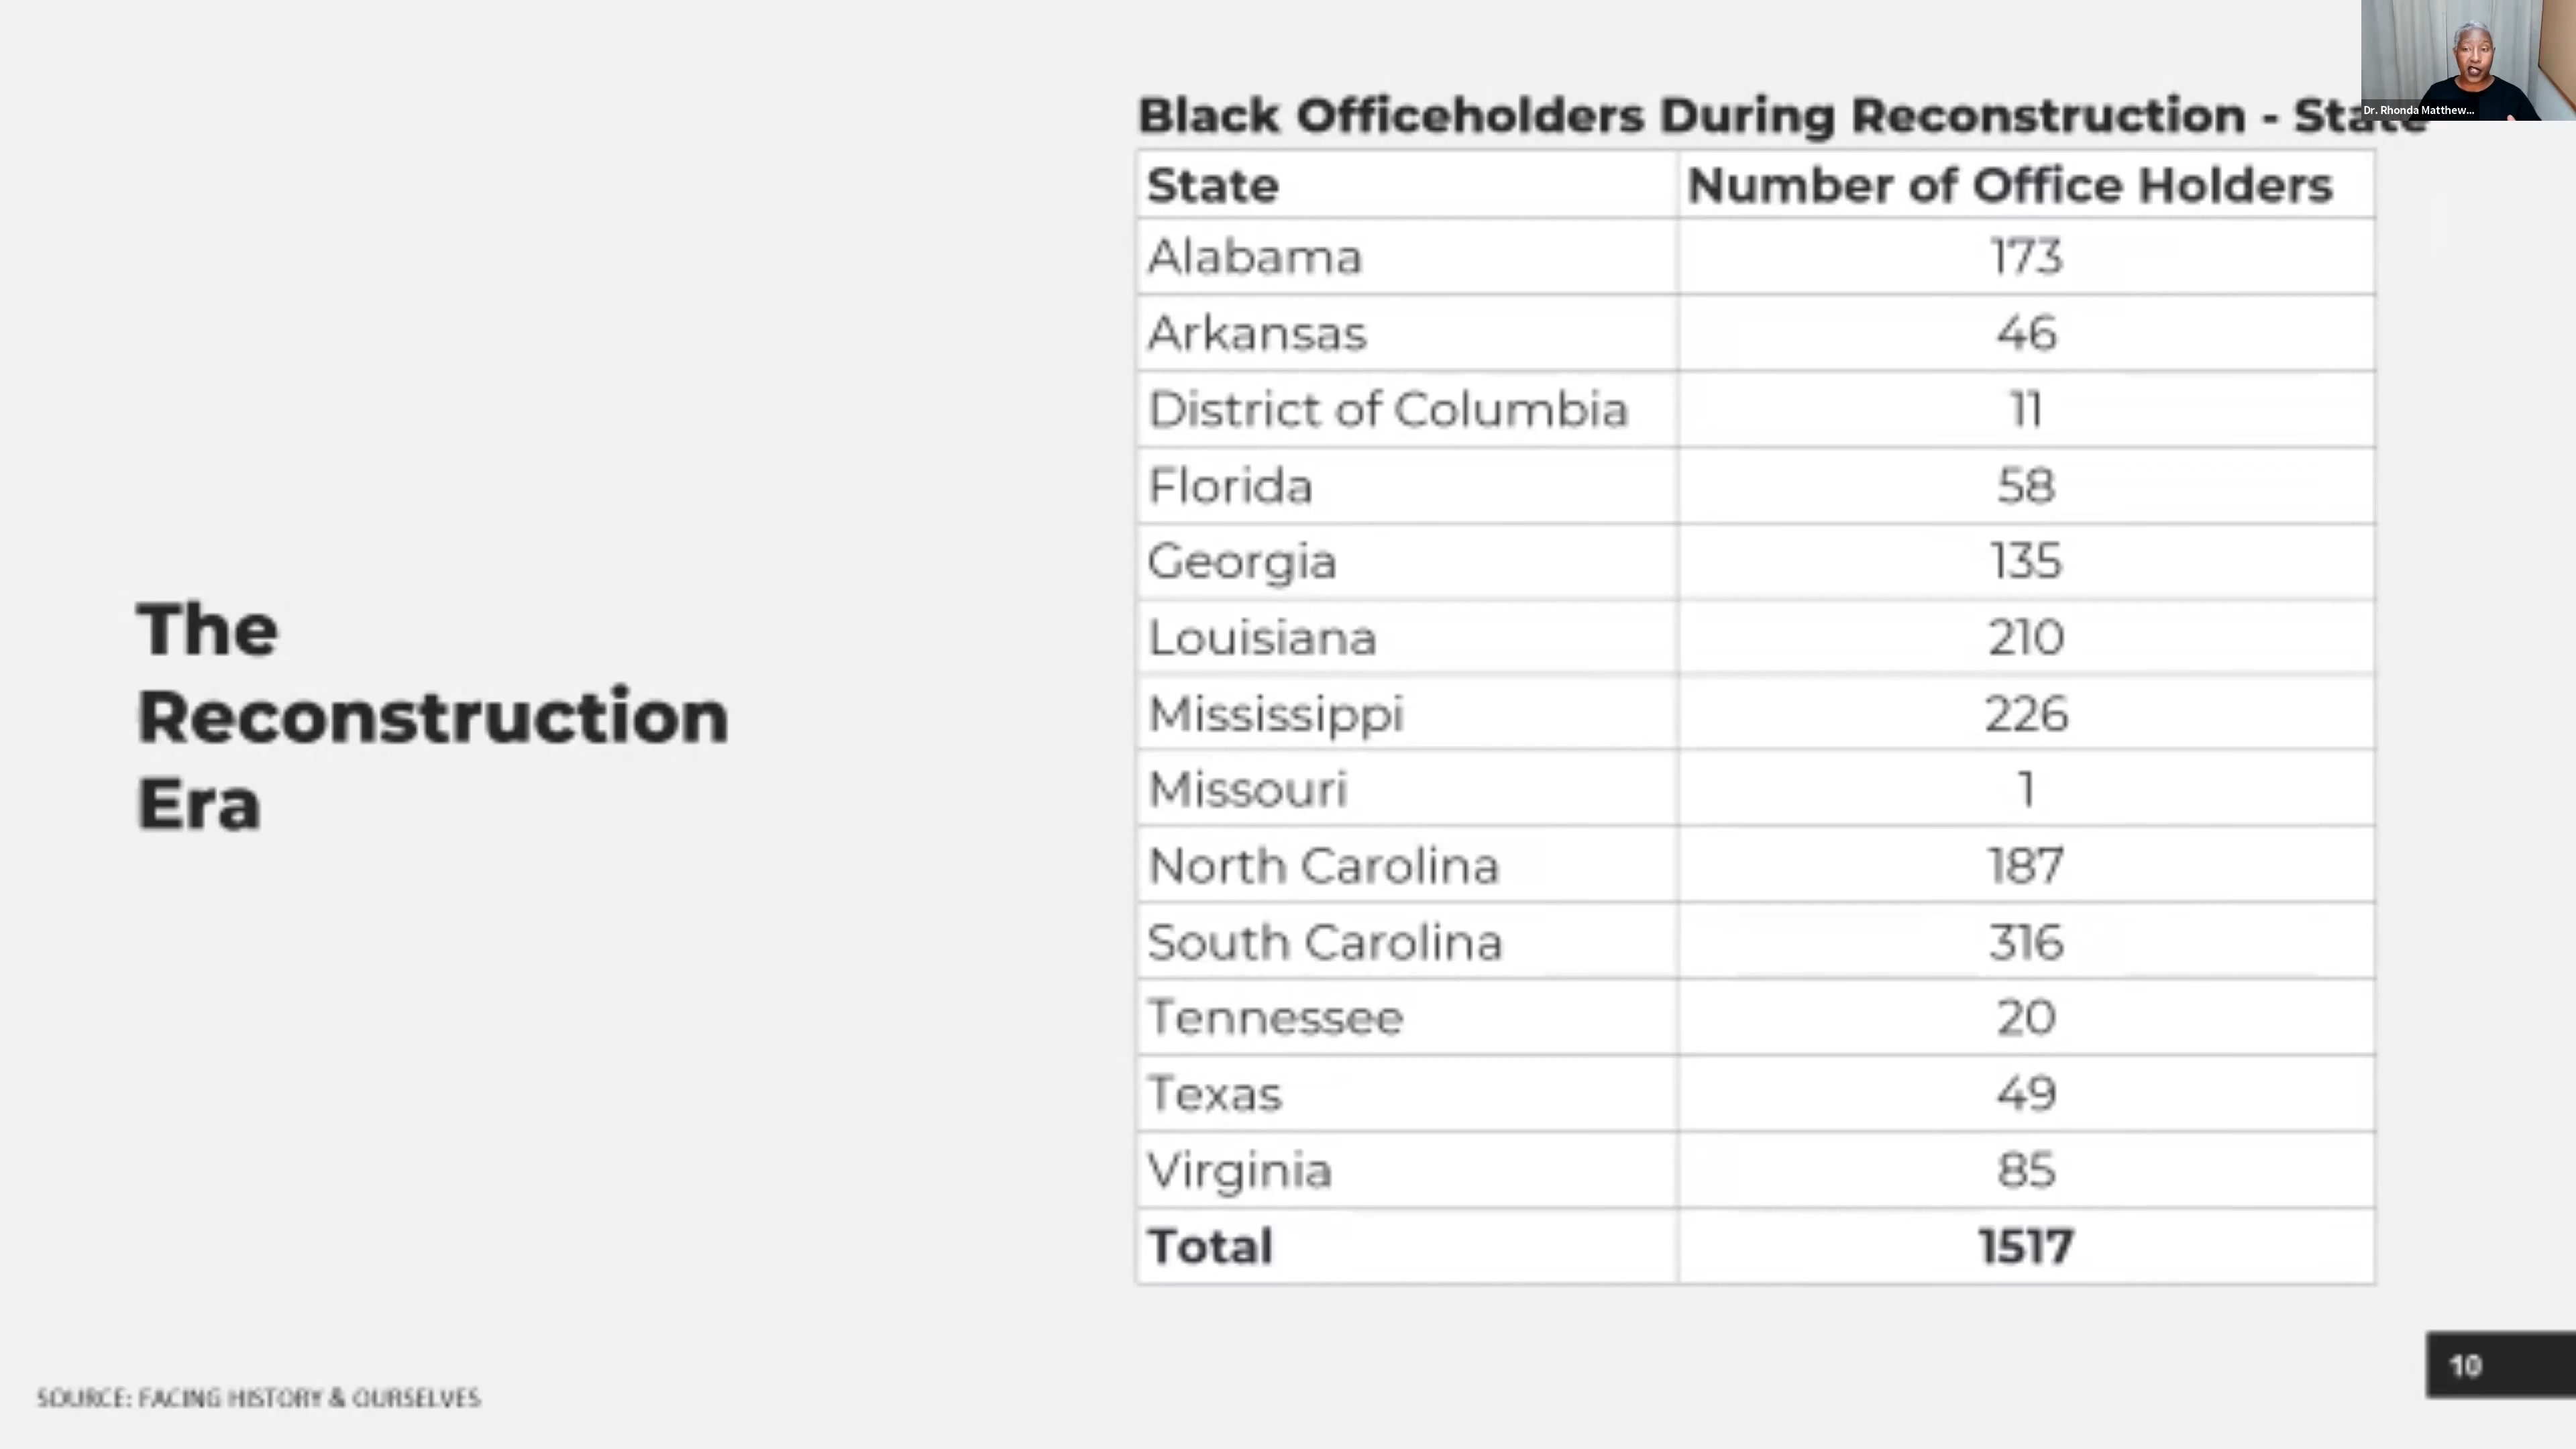 Dr. Rhonda Matthew...
Black Officeholders During Reconstruction - State
State Number of Office Holders
Alabama 173
Arkansas 46
District of Columbia 11
Florida 58
Georgia 135
Louisiana 210
Mississippi 226
Missouri 1
North Carolina 187
South Carolina 316
Tennessee 20
Texas 49
Virginia 85
Total 1517
The
Reconstruction
Era
SOURCE: FACING HISTORY & OURSELVES
10